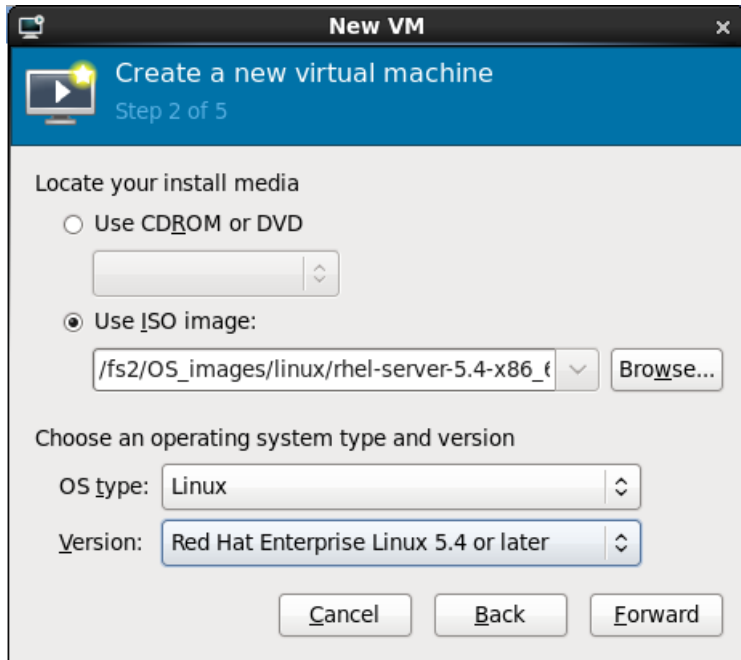 New VM
Create a new virtual machine
Step 2 of 5
Locate your install media
Use CDROM or DVD
Use ISO image:
/fs2/OS_images/linux/rhel-server-5.4-x86_6
Browse...
Choose an operating system type and version
OS type: Linux
Version: Red Hat Enterprise Linux 5.4 or later
Cancel Back Forward